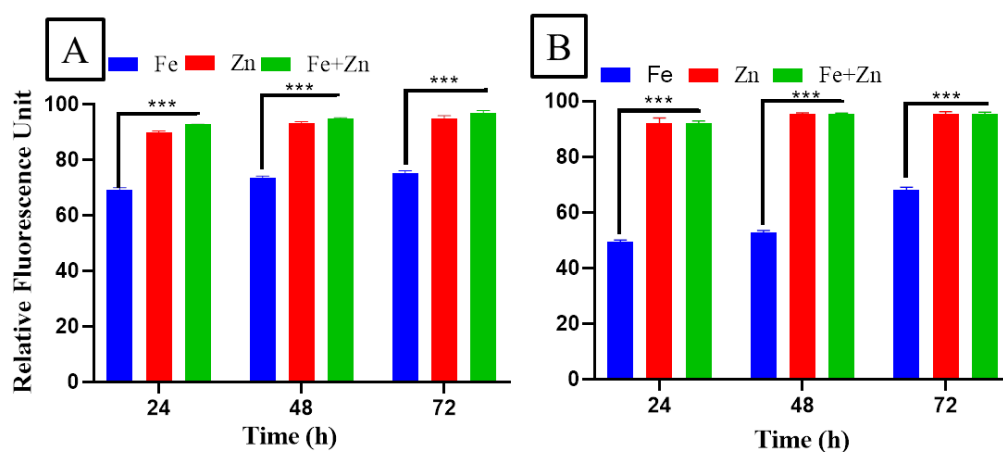 A
Fe Zn Fe+Zn
Relative Fluorescence Unit
100
80
60
40
20
0
*** *** ***
24 48 72
Time (h)
B
Fe Zn Fe+Zn
100
80
60
40
20
0
*** *** ***
24 48 72
Time (h)